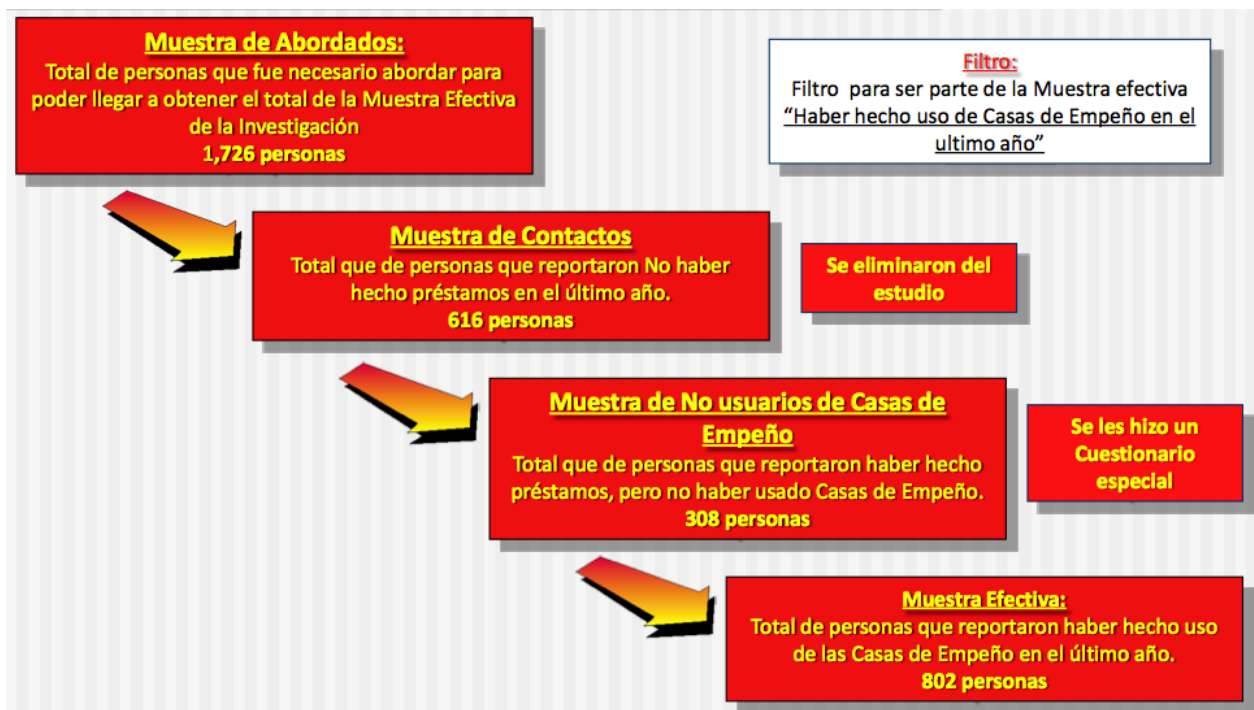 Muestra de Abordados:
Total de personas que fue necesario abordar para
poder llegar a obtener el total de la Muestra Efectiva
de la Investigación
1,726 personas
Filtro:
Filtro para ser parte de la Muestra efectiva
“Haber hecho uso de Casas de Empeño en el
ultimo año”
Muestra de Contactos
Total que de personas que reportaron No haber
hecho préstamos en el último año.
616 personas
Se eliminaron del
estudio
Muestra de No usuarios de Casas de
Empeño
Total que de personas que reportaron haber hecho
préstamos, pero no haber usado Casas de Empeño.
308 personas
Se les hizo un
Cuestionario
especial
Muestra Efectiva:
Total de personas que reportaron haber hecho uso
de las Casas de Empeño en el último año.
802 personas